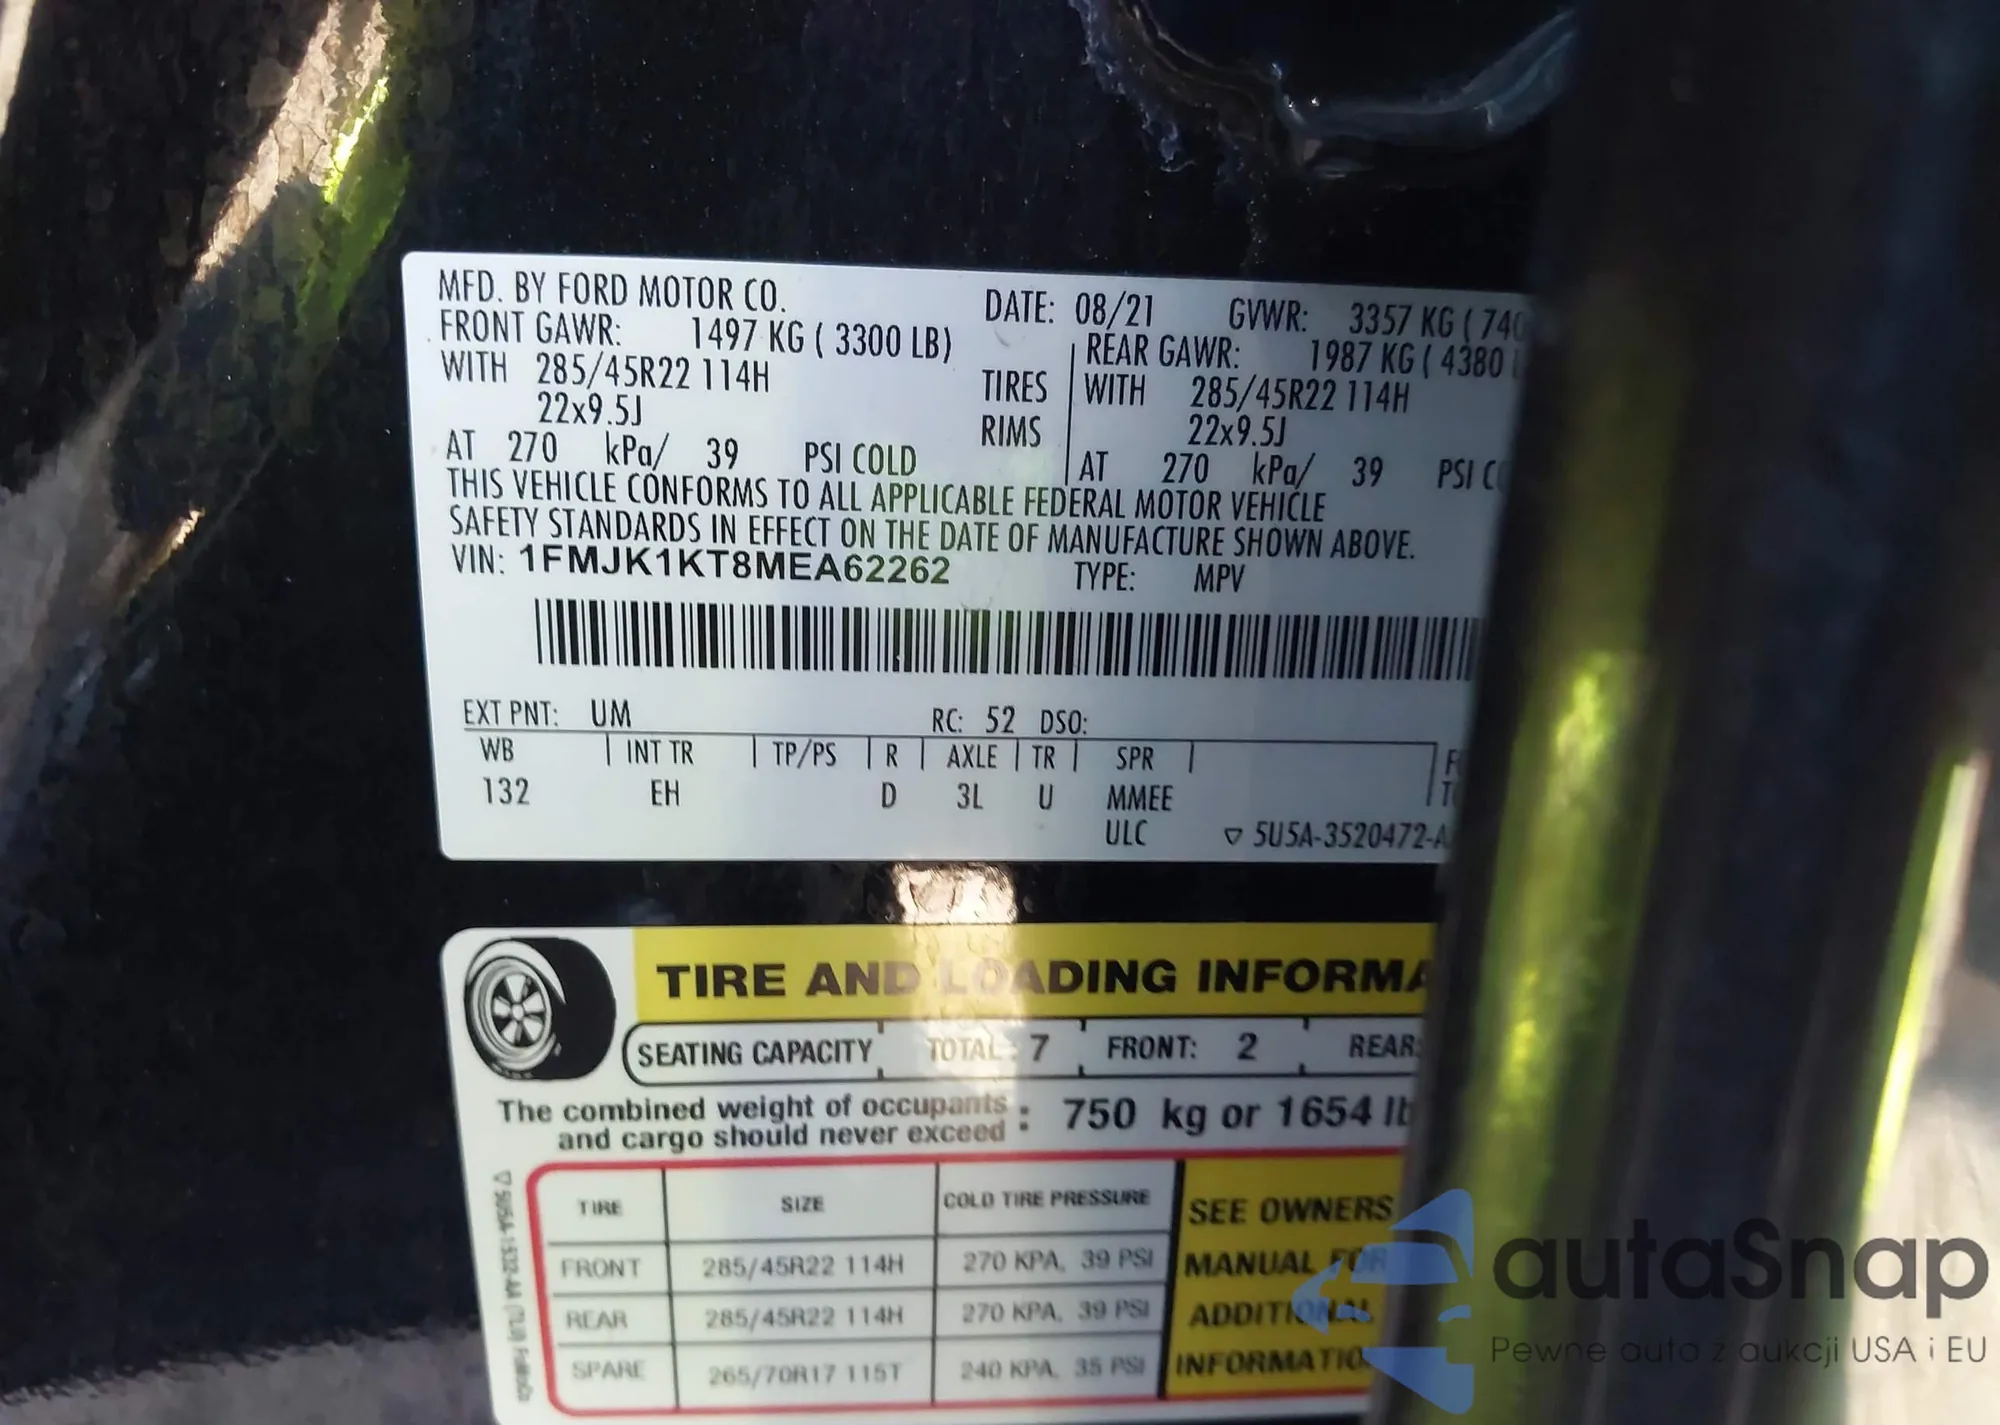 MFD. BY FORD MOTOR CO. DATE: 08/21 GVWR: 3357 KG ( 740
FRONT GAWR: 1497 KG ( 3300 LB) REAR GAWR: 1987 KG ( 4380
WITH 285/45R22 114H TIRES WITH 285/45R22 114H
22x9.5J RIMS 22x9.5J
AT 270 kPa/ 39 PSI COLD AT 270 kPa/ 39 PSI C
THIS VEHICLE CONFORMS TO ALL APPLICABLE FEDERAL MOTOR VEHICLE
SAFETY STANDARDS IN EFFECT ON THE DATE OF MANUFACTURE SHOWN ABOVE.
VIN: 1FMJK1KT8MEA62262 TYPE: MPV
EXT PNT: UM RC: 52 DSO:
WB INT TR TP/PS R AXLE TR SPR
132 EH D 3L U MMEE
ULC ▽ 5U5A-3520472-A
TIRE AND LOADING INFORMA
SEATING CAPACITY TOTAL : 7 FRONT: 2 REAR:
The combined weight of occupants
and cargo should never exceed : 750 kg or 1654 lb
TIRE SIZE COLD TIRE PRESSURE
FRONT 285/45R22 114H 270 KPA, 39 PSI
REAR 285/45R22 114H 270 KPA, 39 PSI
SPARE 265/70R17 115T 240 KPA, 35 PSI
SEE OWNERS
MANUAL FOR
ADDITIONAL
INFORMATIO
autaSnap
Pewne auta z aukcji USA i EU